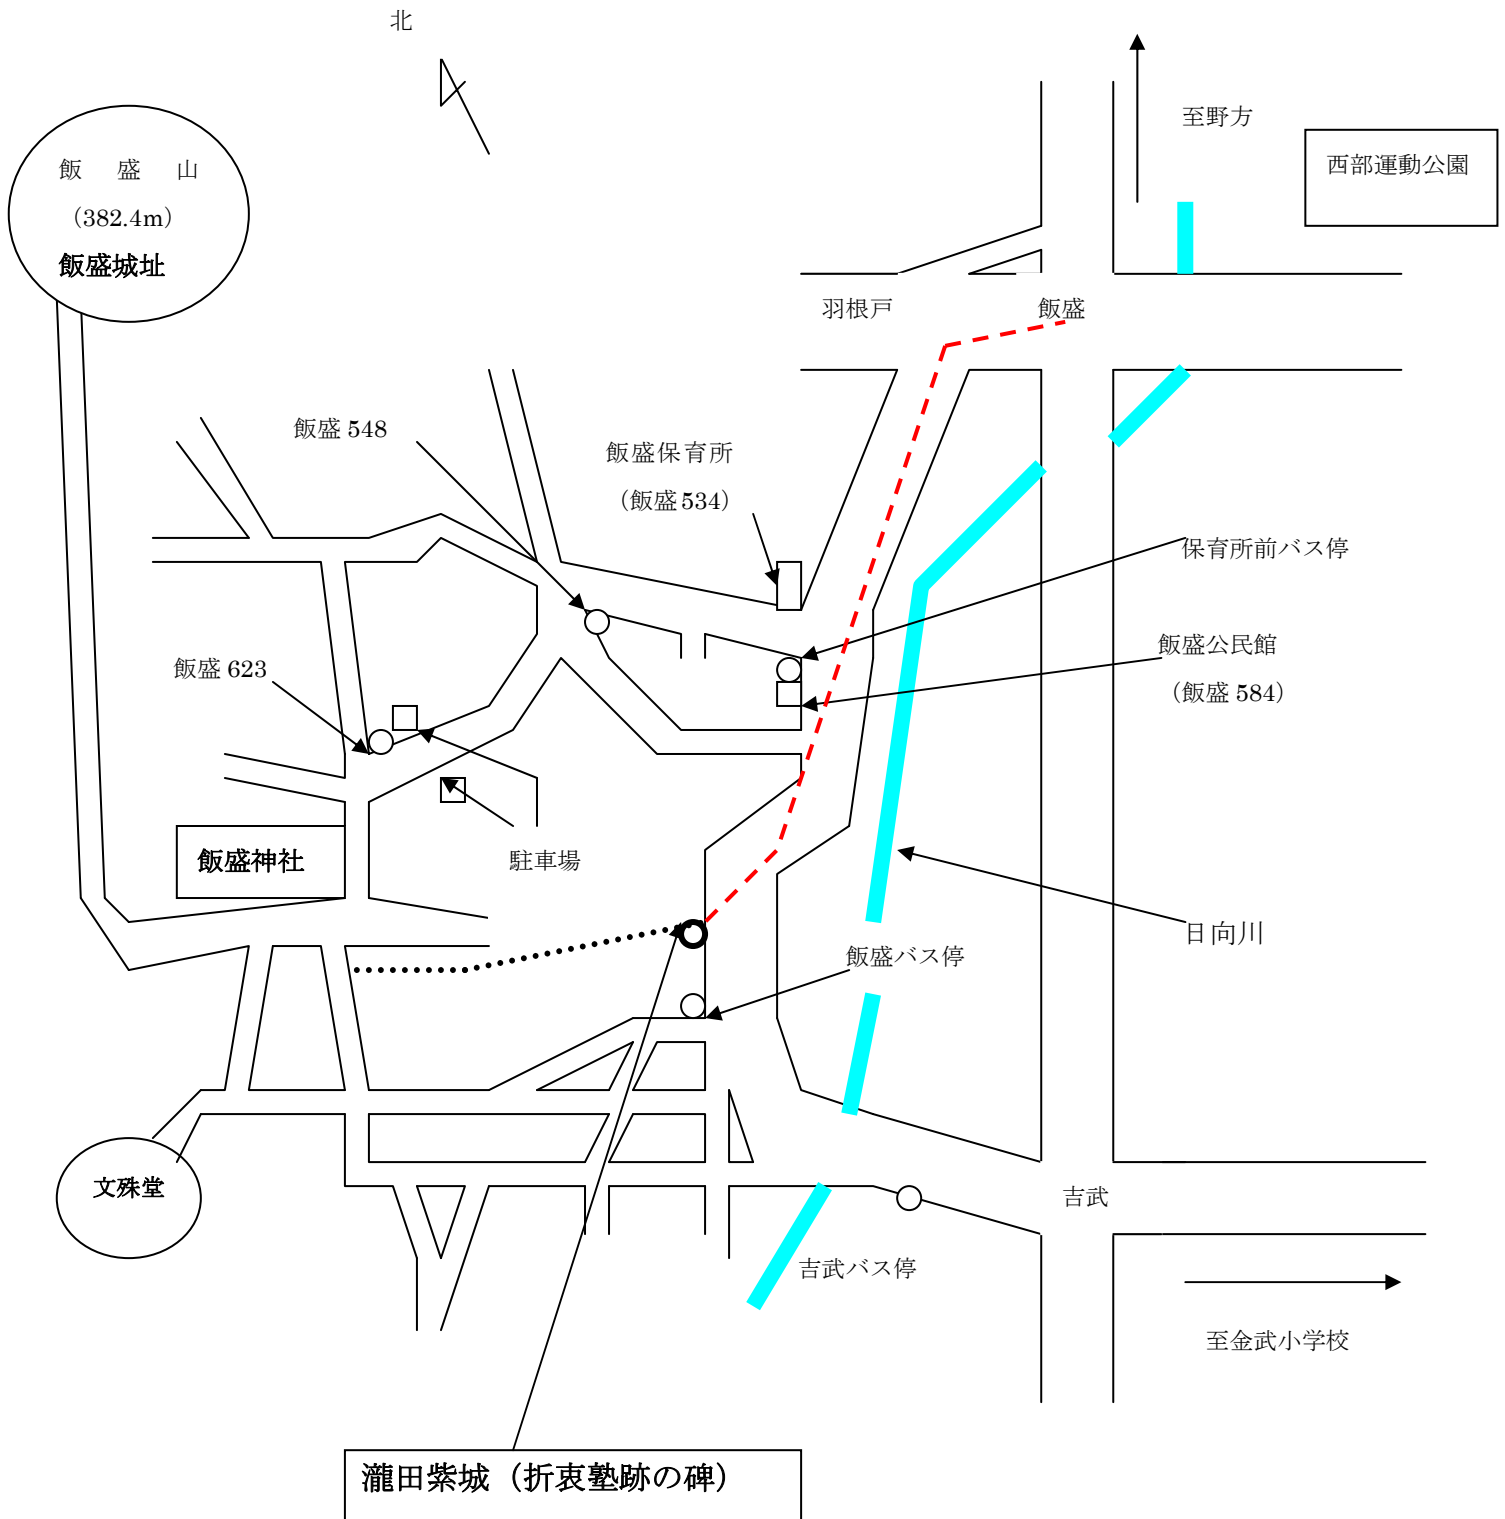 北
至野方
西部運動公園
飯盛山
（382.4m）
飯盛城址
羽根戸
飯盛
飯盛 548
飯盛保育所
（飯盛 534）
保育所前バス停
飯盛公民館
（飯盛 584）
飯盛 623
飯盛神社
駐車場
日向川
飯盛バス停
文殊堂
吉武
吉武バス停
至金武小学校
瀧田紫城（折衷塾跡の碑）